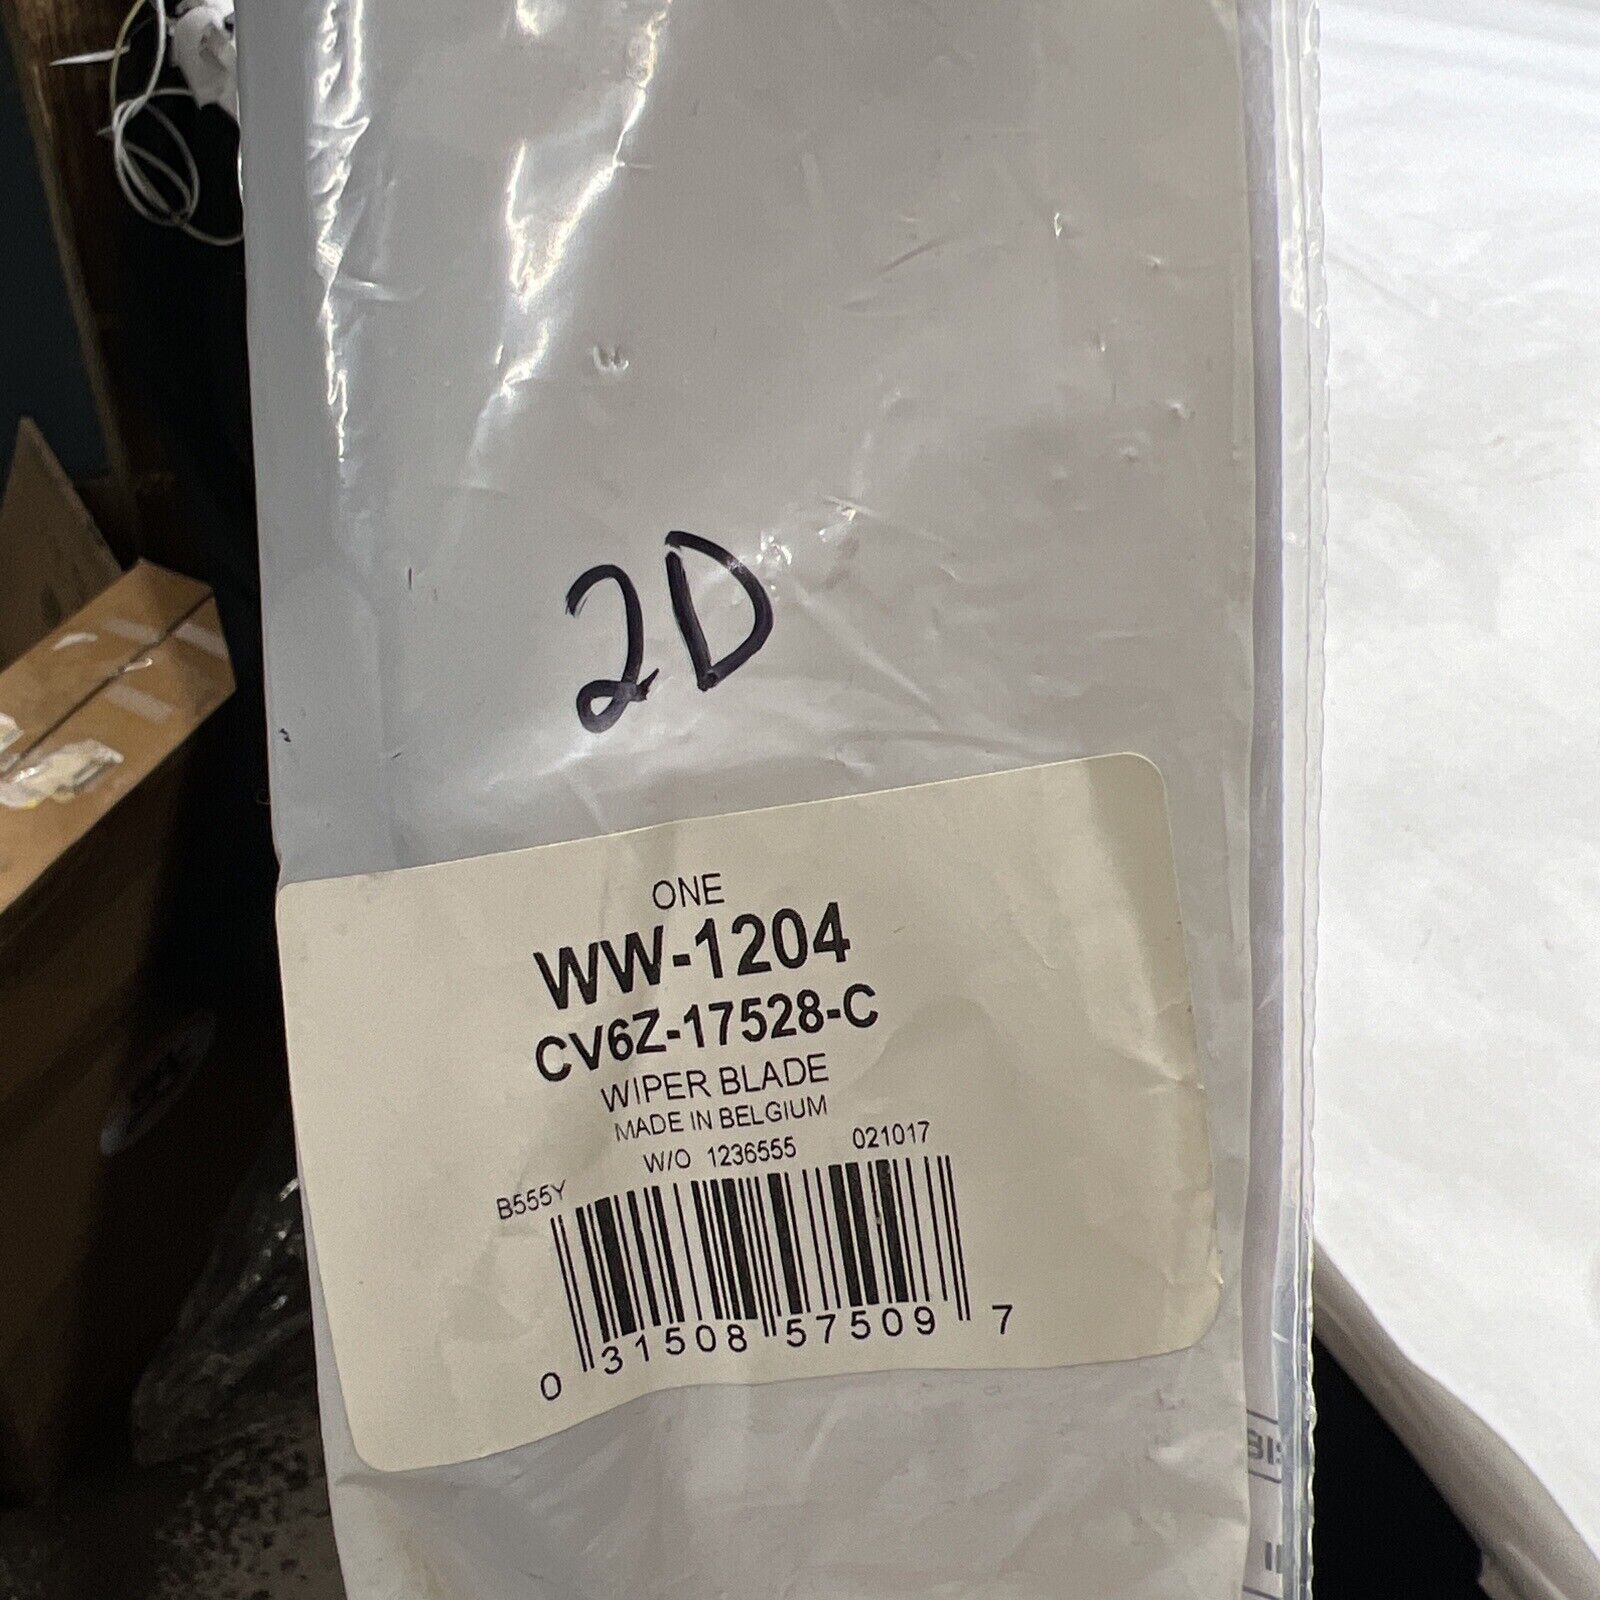 2D
ONE
WW-1204
CV6Z-17528-C
WIPER BLADE
MADE IN BELGIUM
W/O 1236555 021017
B555Y
0 31508 57509 7